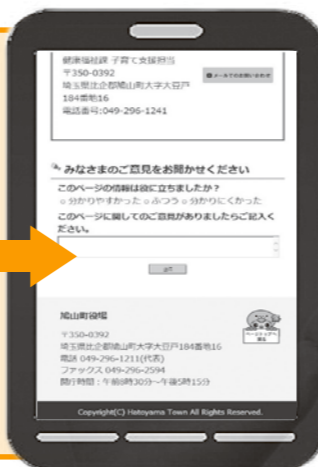 健康福祉課 子育て支援担当
〒350-0392
埼玉県比企郡鳩山町大字大豆戸
184番地16
電話番号:049-296-1241
メールでのお問い合わせ
みなさまのご意見をお聞かせください
このページの情報は役に立ちましたか？
分かりやすかった ふつう 分かりにくかった
このページに関してのご意見がありましたらご記入く
ださい。
鳩山町役場
〒350-0392
埼玉県比企郡鳩山町大字大豆戸184番地16
電話 049-296-1211(代表)
ファックス 049-296-2594
開庁時間：午前8時30分～午後5時15分
ページトップへ
戻る
Copyright(C) Hatoyama Town All Rights Reserved.